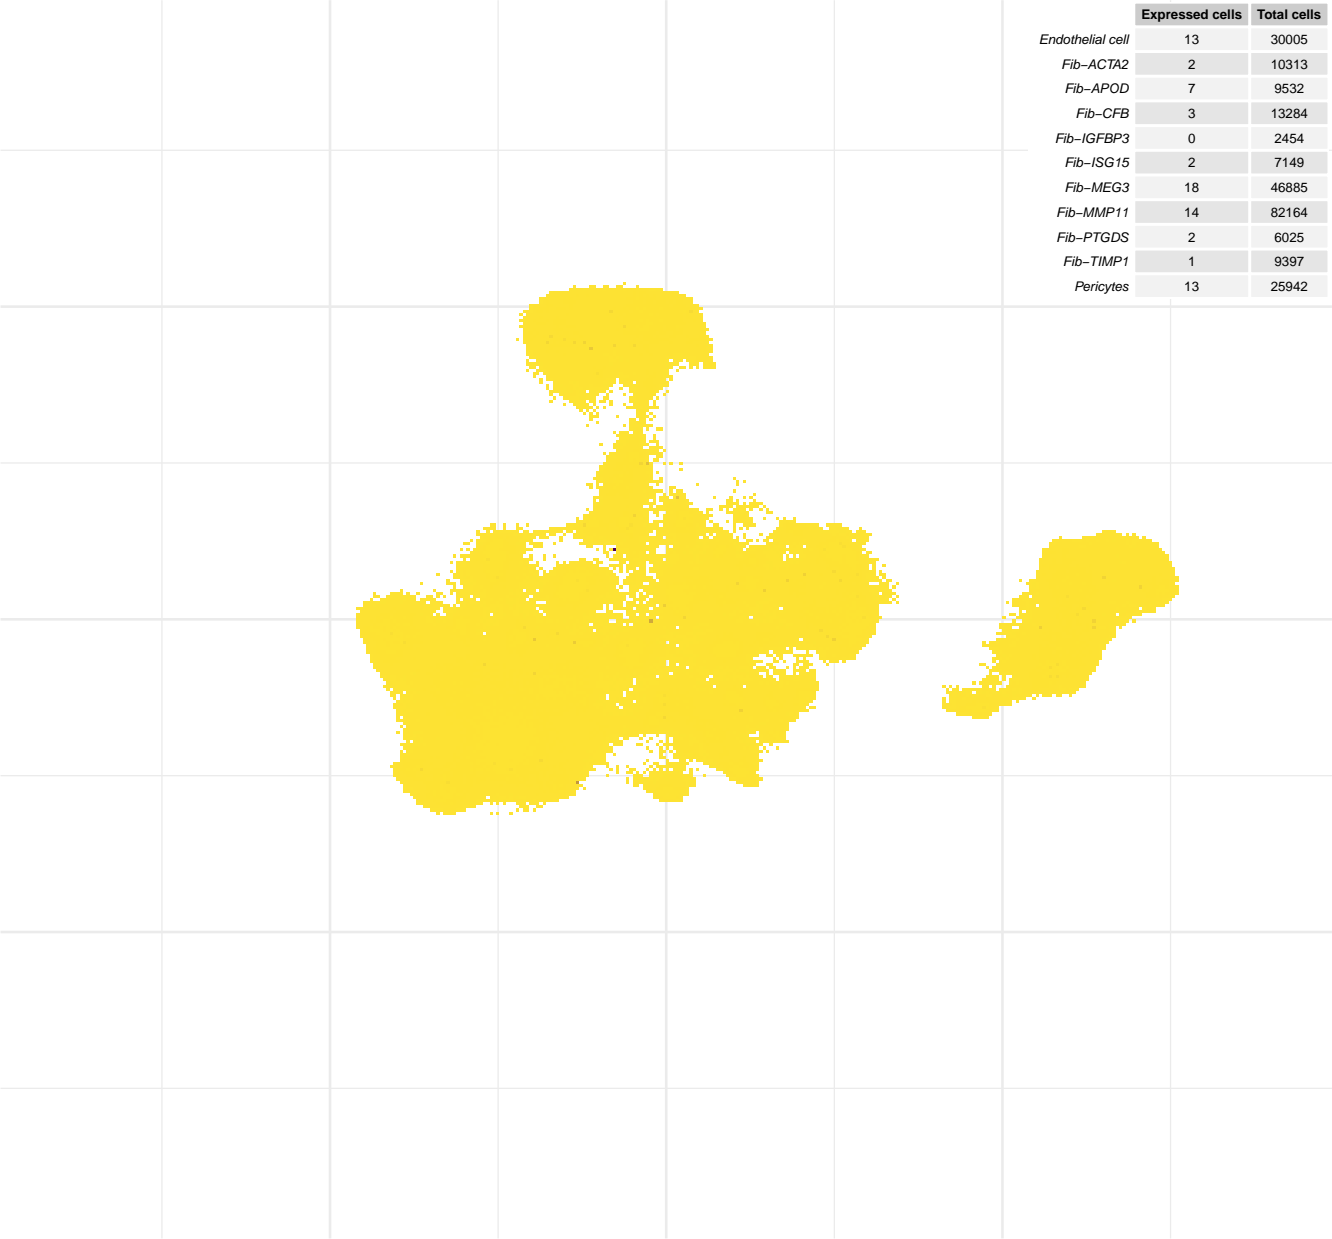 Expressed cells Total cells
Endothelial cell 13 30005
Fib−ACTA2 2 10313
Fib−APOD 7 9532
Fib−CFB 3 13284
Fib−IGFBP3 0 2454
Fib−ISG15 2 7149
Fib−MEG3 18 46885
Fib−MMP11 14 82164
Fib−PTGDS 2 6025
Fib−TIMP1 1 9397
Pericytes 13 25942